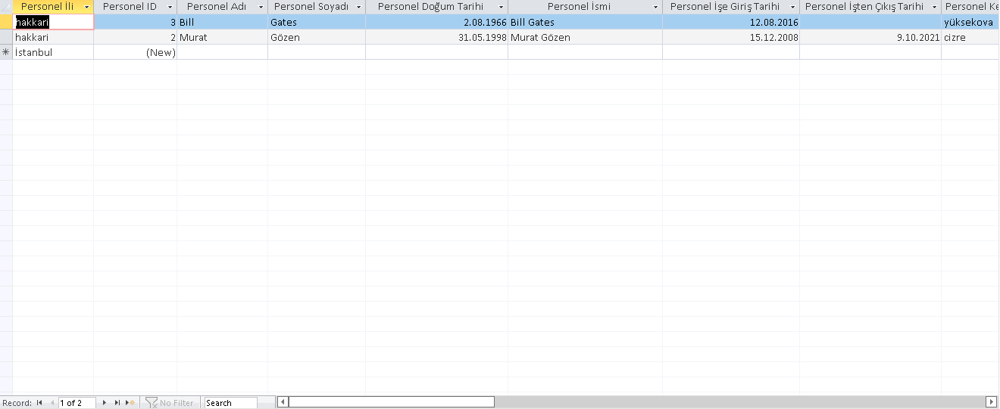 Personel İli Personel ID Personel Adı Personel Soyadı Personel Doğum Tarihi Personel İsmi Personel İşe Giriş Tarihi Personel İşten Çıkış Tarihi Personel Ke
hakkari 3 Bill Gates 2.08.1966 Bill Gates 12.08.2016 yüksekova
hakkari 2 Murat Gözen 31.05.1998 Murat Gözen 15.12.2008 9.10.2021 cizre
İstanbul (New)
Record: 1 of 2 No Filter Search